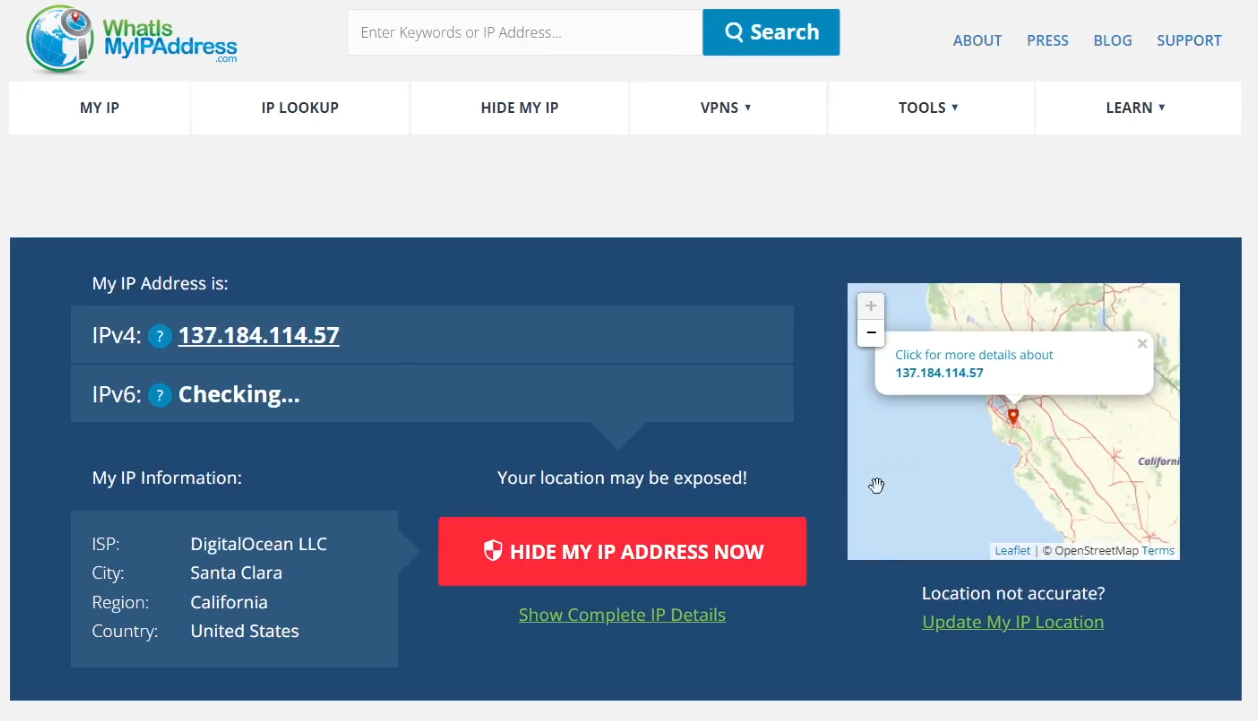 WhatIs
MyIPAddress
.com
Enter Keywords or IP Address...
Search
ABOUT PRESS BLOG SUPPORT
MY IP IP LOOKUP HIDE MY IP VPNS ▾ TOOLS ▾ LEARN ▾
My IP Address is:
IPv4: ? 137.184.114.57
IPv6: ? Checking...
My IP Information:
ISP: DigitalOcean LLC
City: Santa Clara
Region: California
Country: United States
Your location may be exposed!
HIDE MY IP ADDRESS NOW
Show Complete IP Details
+
−
Click for more details about
137.184.114.57
×
Californi
Leaflet | © OpenStreetMap Terms
Location not accurate?
Update My IP Location